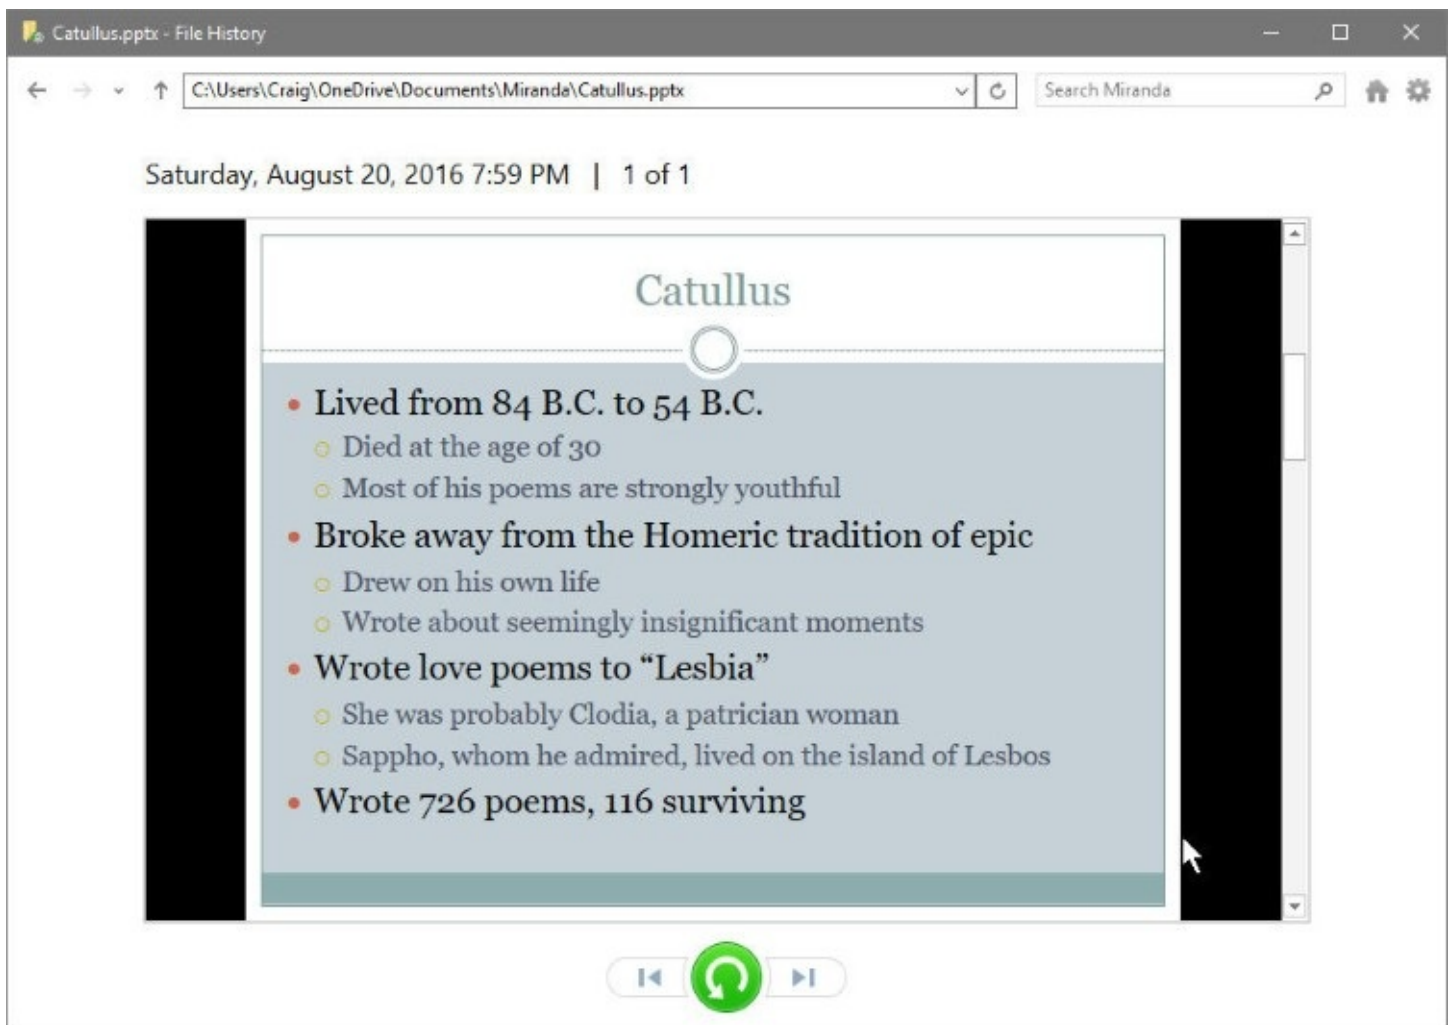 Catullus.pptx - File History
C:\Users\Craig\OneDrive\Documents\Miranda\Catullus.pptx
Search Miranda
Saturday, August 20, 2016 7:59 PM | 1 of 1
Catullus
Lived from 84 B.C. to 54 B.C.
Died at the age of 30
Most of his poems are strongly youthful
Broke away from the Homeric tradition of epic
Drew on his own life
Wrote about seemingly insignificant moments
Wrote love poems to “Lesbia”
She was probably Clodia, a patrician woman
Sappho, whom he admired, lived on the island of Lesbos
Wrote 726 poems, 116 surviving